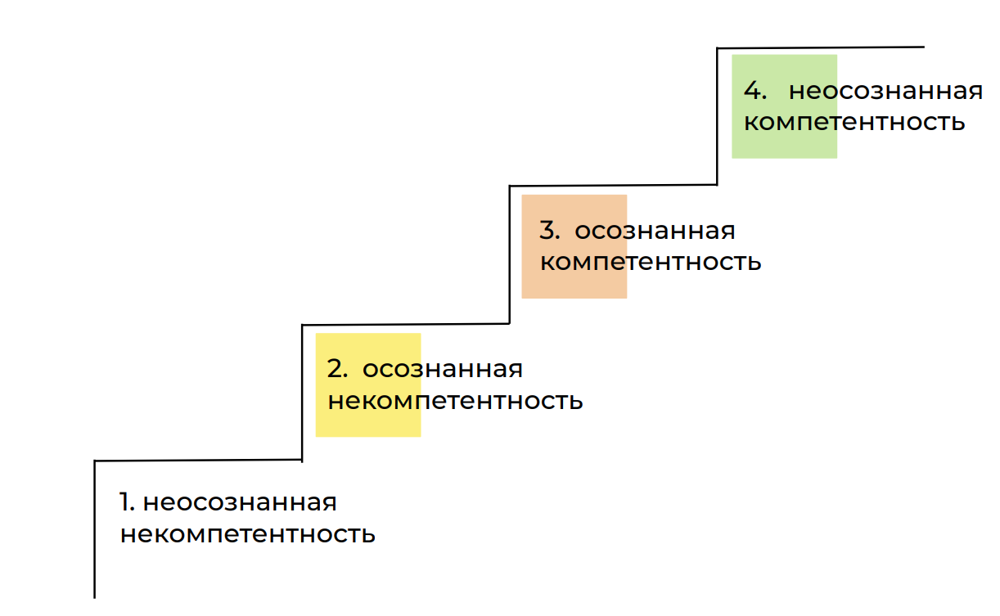 4. неосознанная
компетентность
3. осознанная
компетентность
2. осознанная
некомпетентность
1. неосознанная
некомпетентность